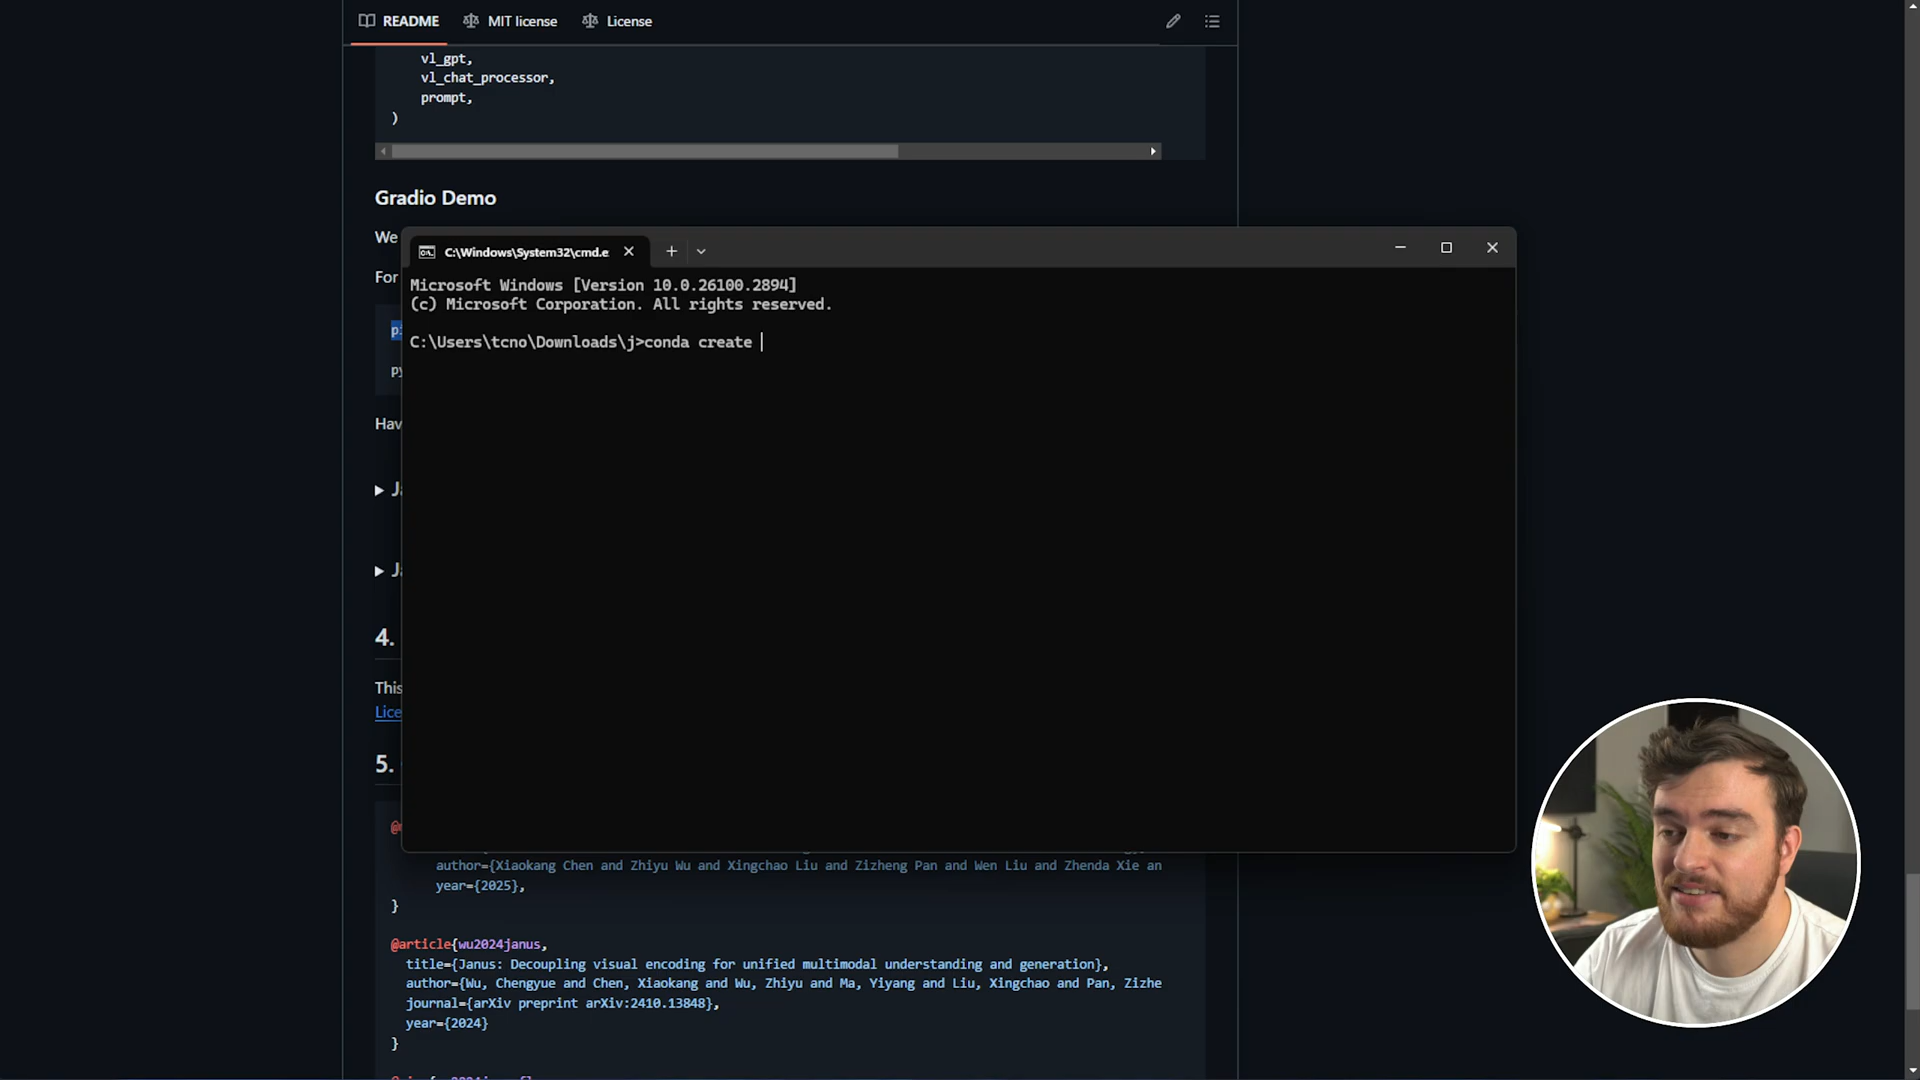 README
MIT license
License
vl_gpt,
vl_chat_processor,
prompt,
)
Gradio Demo
We
For
C:\Windows\System32\cmd.e
Microsoft Windows [Version 10.0.26100.2894]
(c) Microsoft Corporation. All rights reserved.
C:\Users\tcno\Downloads\j>conda create
py
Hav
4.
This
Lice
5.
author={Xiaokang Chen and Zhiyu Wu and Xingchao Liu and Zizheng Pan and Wen Liu and Zhenda Xie an
year={2025},
}
@article{wu2024janus,
title={Janus: Decoupling visual encoding for unified multimodal understanding and generation},
author={Wu, Chengyue and Chen, Xiaokang and Wu, Zhiyu and Ma, Yiyang and Liu, Xingchao and Pan, Zizhe
journal={arXiv preprint arXiv:2410.13848},
year={2024}
}